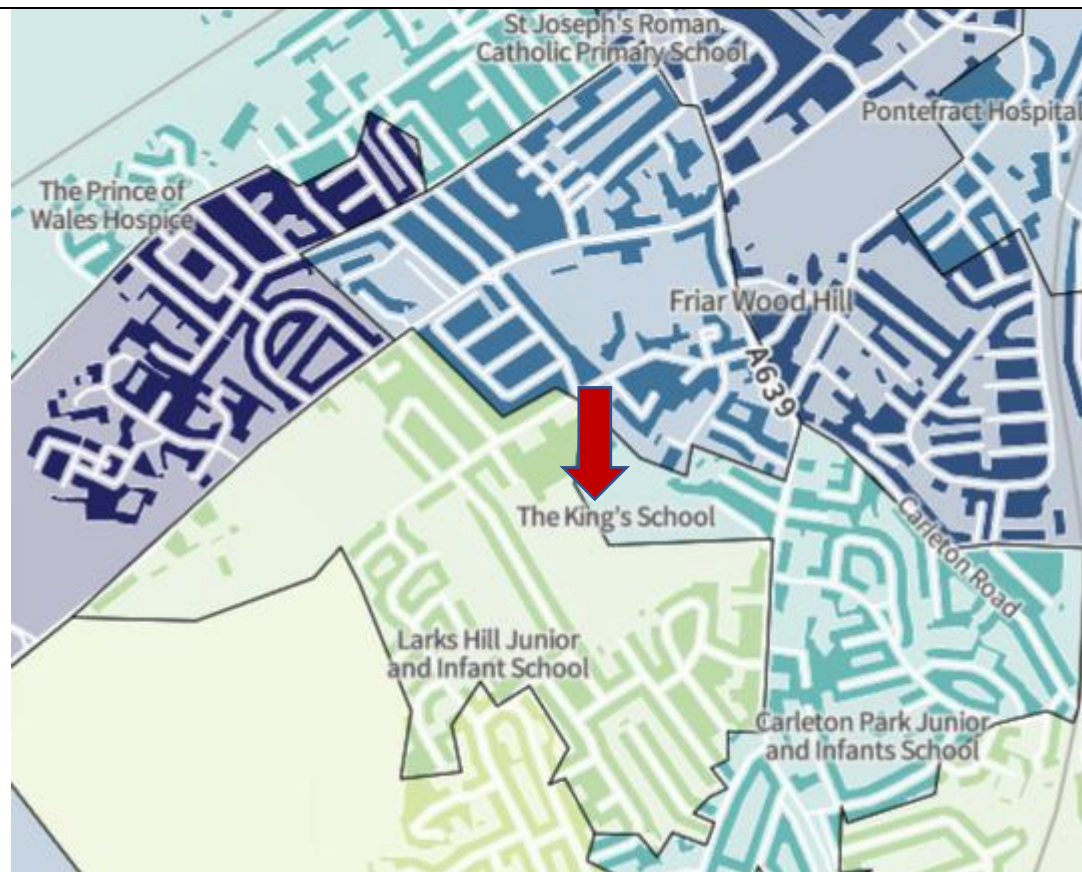 St Joseph's Roman
Catholic Primary School
Pontefract Hospital
The Prince of
Wales Hospice
Friar Wood Hill
A639
The King's School
Carleton Road
Larks Hill Junior
and Infant School
Carleton Park Junior
and Infants School